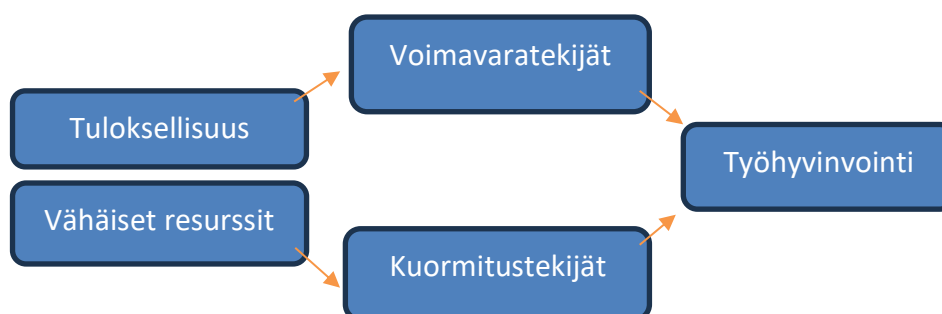 Voimavaratekijät
Tuloksellisuus
Työhyvinvointi
Vähäiset resurssit
Kuormitustekijät